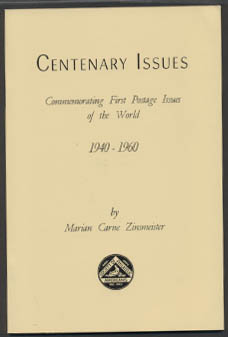 CENTENARY ISSUES
Commemorating First Postage Issues
of the World
1940 - 1960
by
Marian Carne Zinsmeister